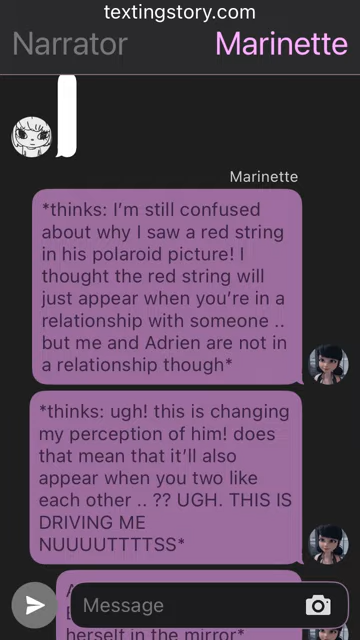 textingstory.com
Narrator Marinette
Marinette
*thinks: I'm still confused
about why I saw a red string
in his polaroid picture! I
thought the red string will
just appear when you're in a
relationship with someone ..
but me and Adrien are not in
a relationship though*
*thinks: ugh! this is changing
my perception of him! does
that mean that it'll also
appear when you two like
each other .. ?? UGH. THIS IS
DRIVING ME
NUUUUTTTTSS*
Message
herself in the mirror*